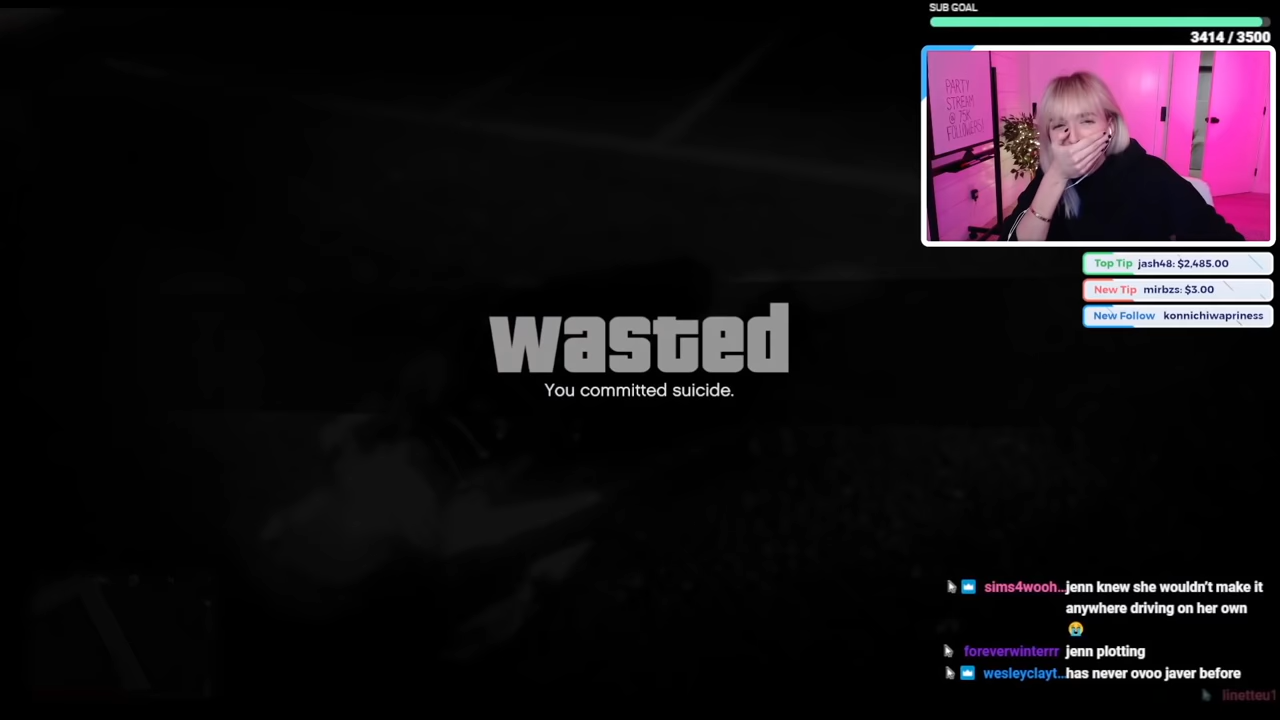 SUB GOAL
3414 / 3500
PARTY
STREAM
@ 75K
FOLLOWERS!
Top Tip jash48: $2,485.00
New Tip mirbzs: $3.00
New Follow konnichiwapriness
wasted
You committed suicide.
sims4wooh.. jenn knew she wouldn't make it
anywhere driving on her own
😭
foreverwinterrr jenn plotting
wesleyclayt.. has never ovoo javer before
linetteu1